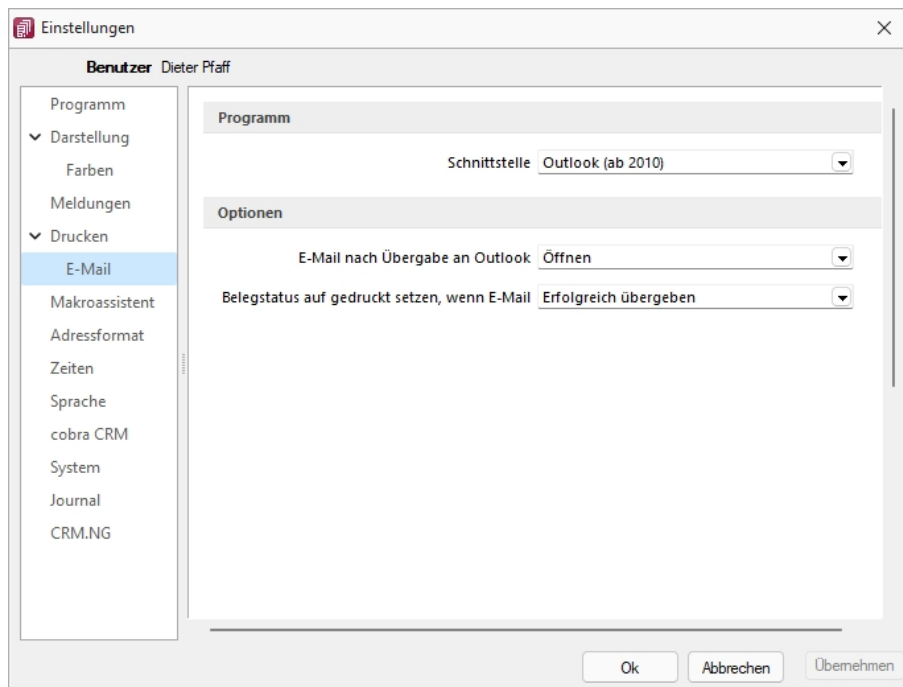 Einstellungen
Benutzer Dieter Pfaff
Programm
Darstellung
Farben
Meldungen
Drucken
E-Mail
Makroassistent
Adressformat
Zeiten
Sprache
cobra CRM
System
Journal
CRM.NG
Programm
Schnittstelle Outlook (ab 2010)
Optionen
E-Mail nach Übergabe an Outlook Öffnen
Belegstatus auf gedruckt setzen, wenn E-Mail Erfolgreich übergeben
Ok Abbrechen Übernehmen